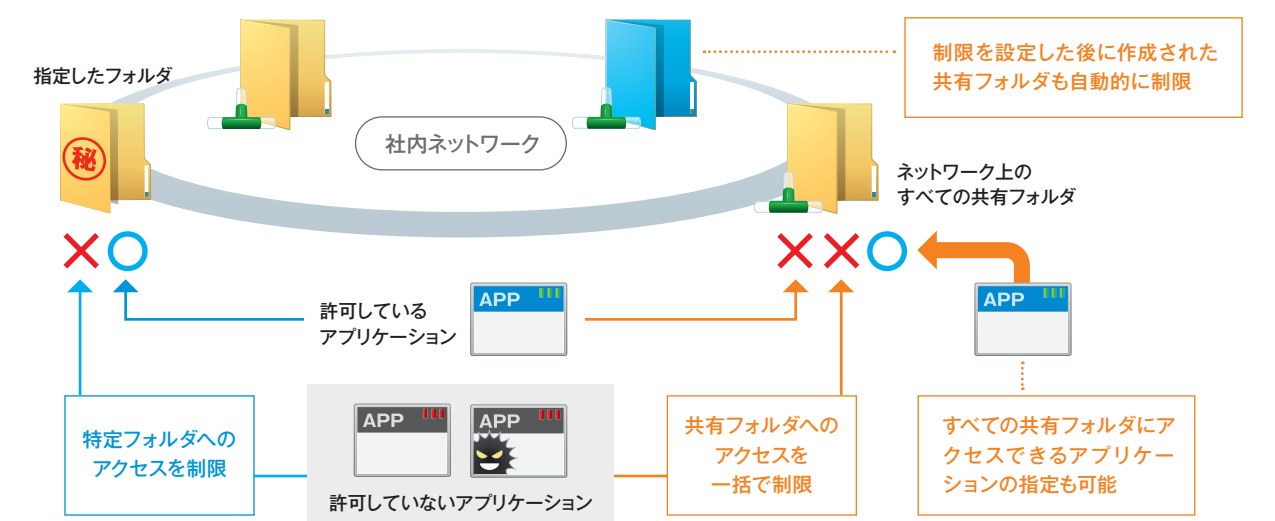 制限を設定した後に作成された
共有フォルダも自動的に制限
指定したフォルダ
社内ネットワーク
秘
ネットワーク上の
すべての共有フォルダ
許可している
アプリケーション
APP
APP
特定フォルダへの
アクセスを制限
APP
APP
許可していないアプリケーション
共有フォルダへの
アクセスを
一括で制限
すべての共有フォルダにア
クセスできるアプリケー
ションの指定も可能